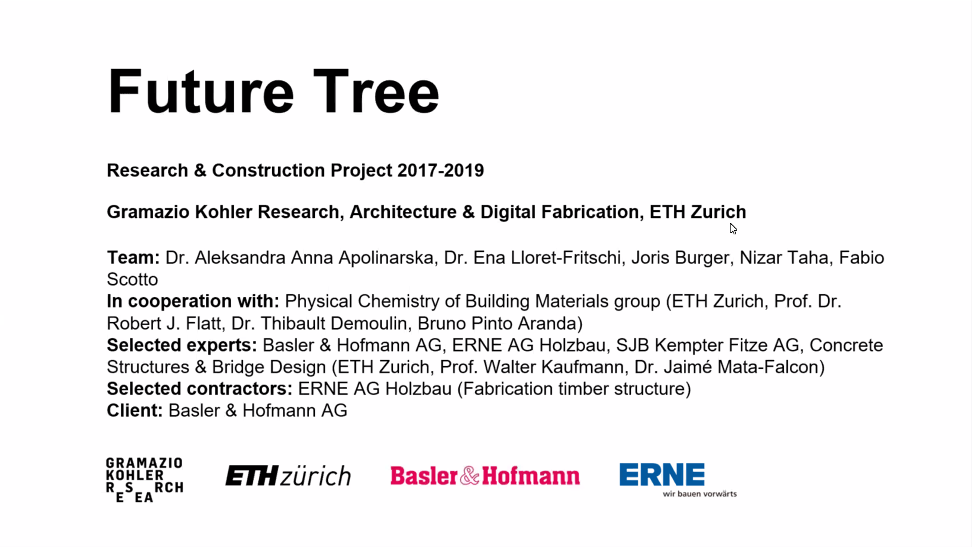 Future Tree
Research & Construction Project 2017-2019
Gramazio Kohler Research, Architecture & Digital Fabrication, ETH Zurich
Team: Dr. Aleksandra Anna Apolinarska, Dr. Ena Lloret-Fritschi, Joris Burger, Nizar Taha, Fabio
Scotto
In cooperation with: Physical Chemistry of Building Materials group (ETH Zurich, Prof. Dr.
Robert J. Flatt, Dr. Thibault Demoulin, Bruno Pinto Aranda)
Selected experts: Basler & Hofmann AG, ERNE AG Holzbau, SJB Kempter Fitze AG, Concrete
Structures & Bridge Design (ETH Zurich, Prof. Walter Kaufmann, Dr. Jaimé Mata-Falcon)
Selected contractors: ERNE AG Holzbau (Fabrication timber structure)
Client: Basler & Hofmann AG
GRAMAZIO
KOHLER
RESEARCH
ETH zürich
Basler & Hofmann
ERNE
wir bauen vorwärts